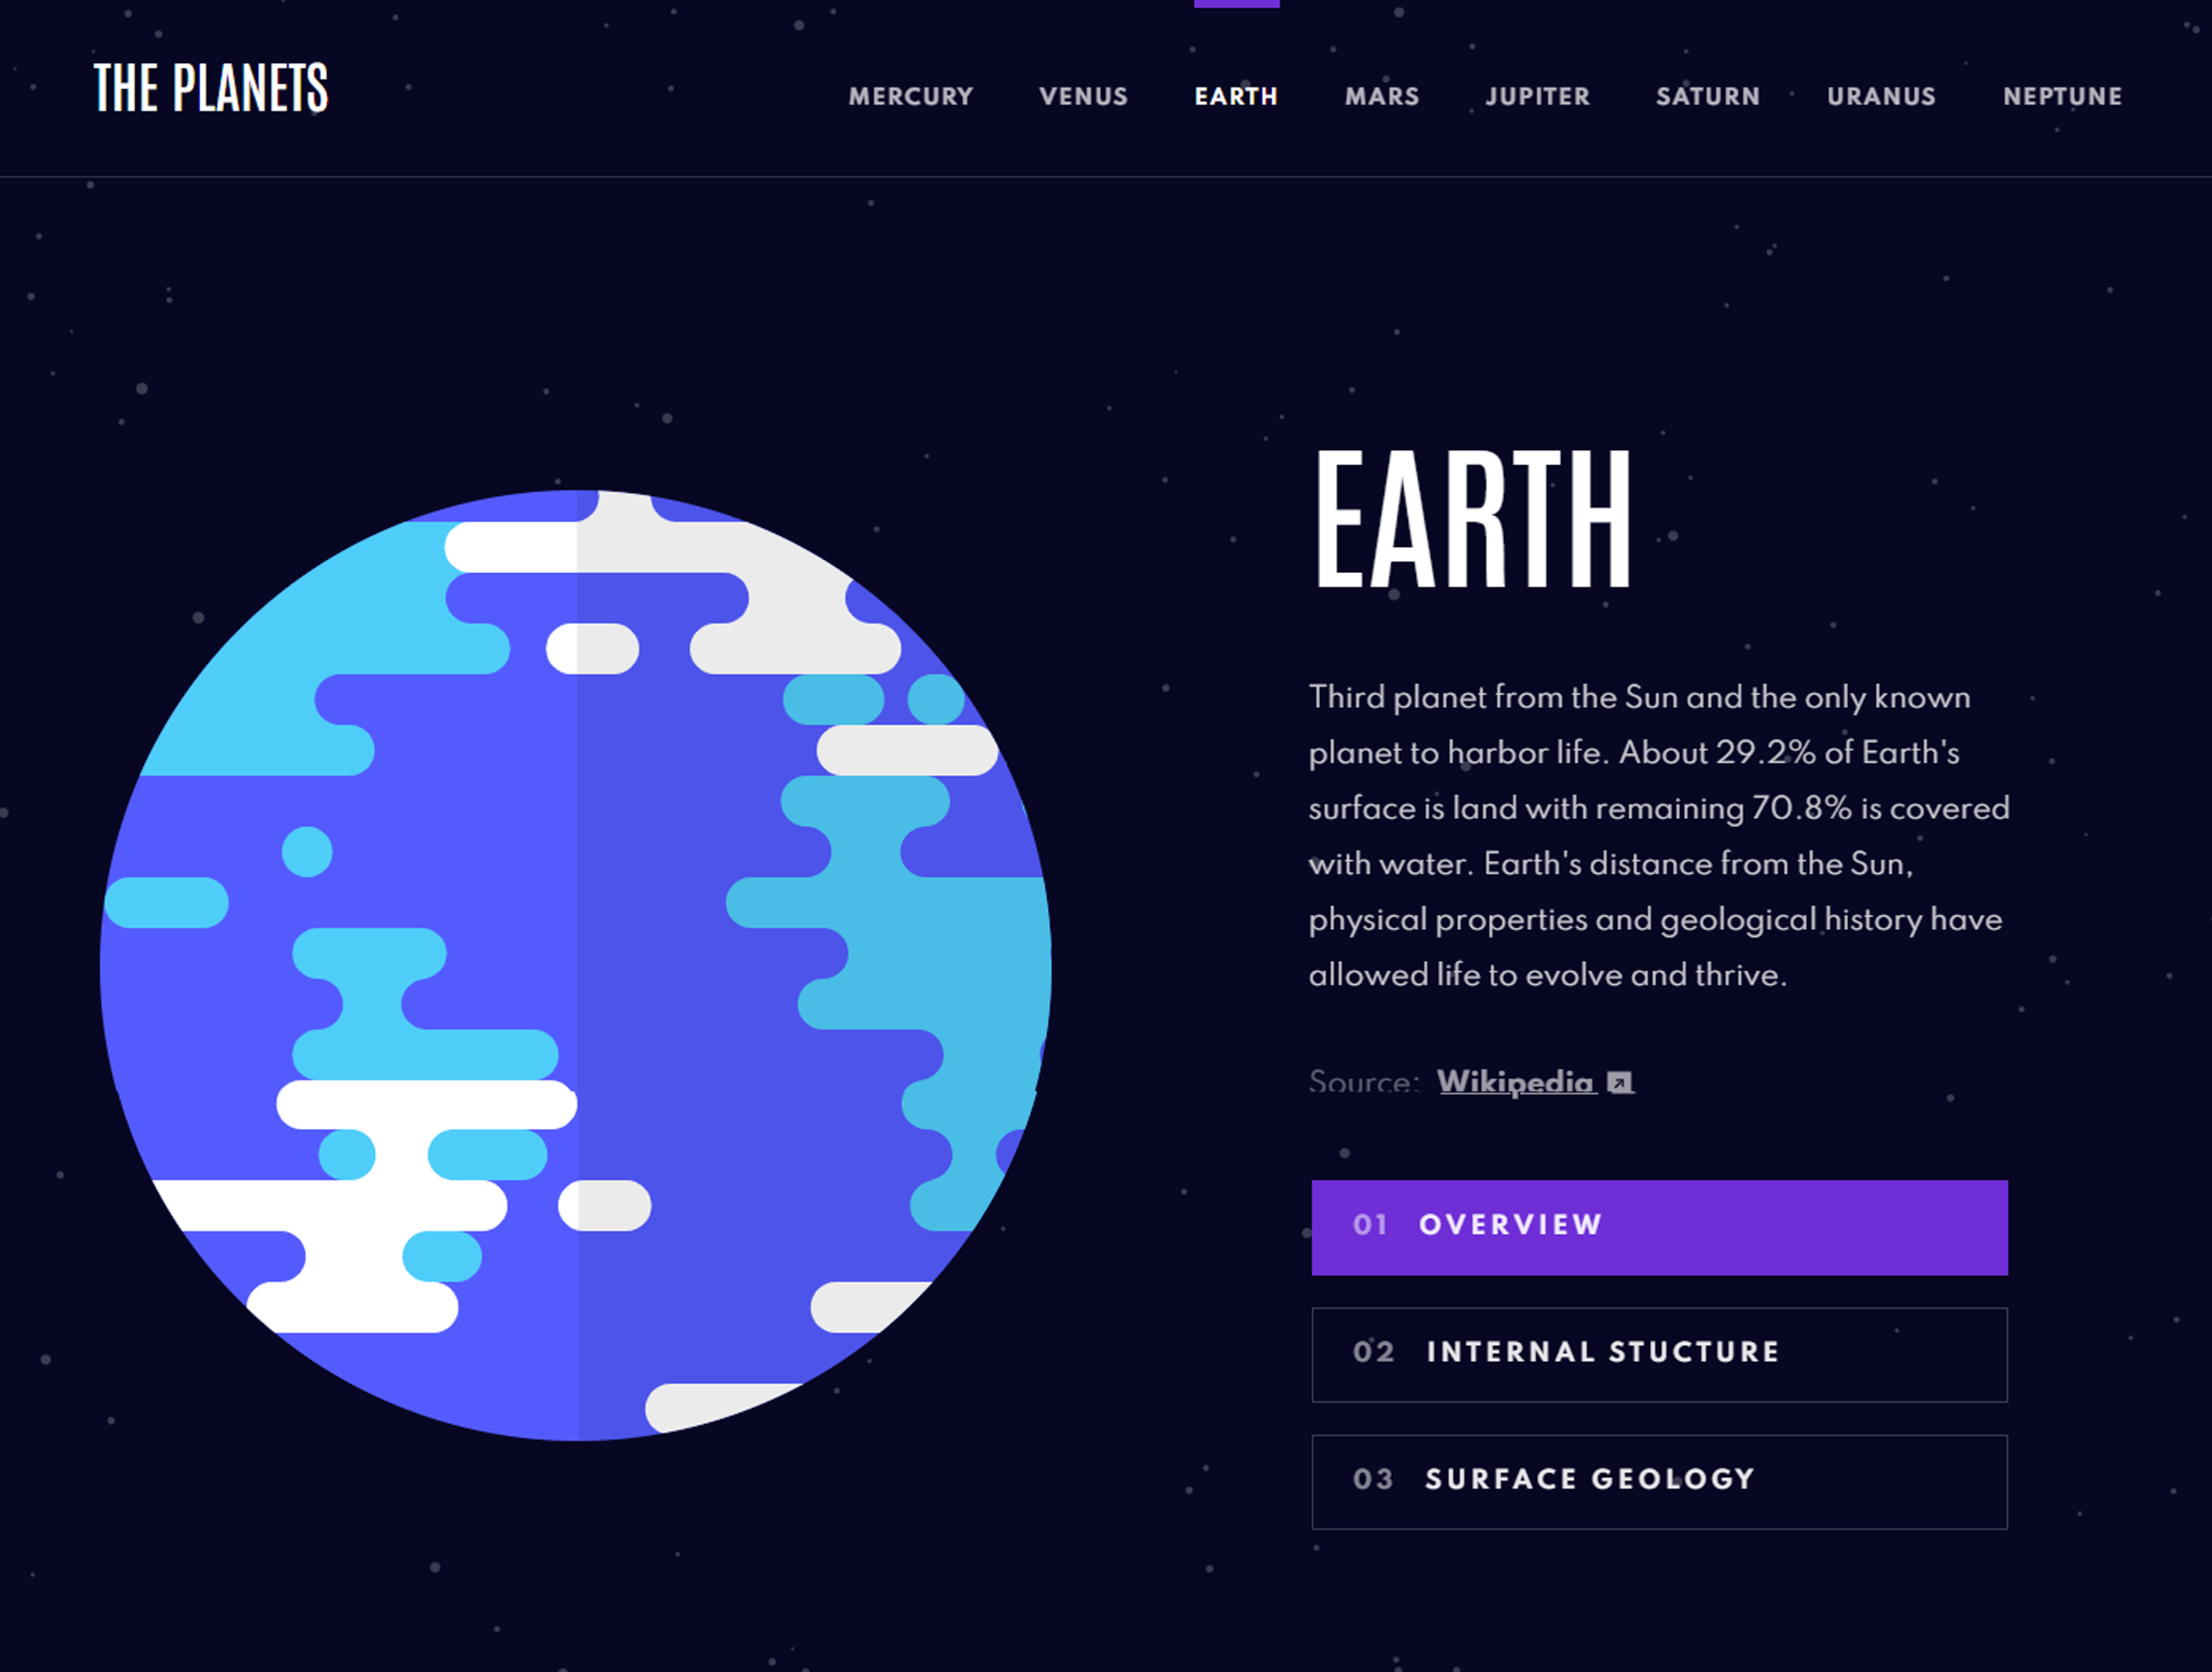 THE PLANETS
MERCURY VENUS EARTH MARS JUPITER SATURN URANUS NEPTUNE
EARTH
Third planet from the Sun and the only known
planet to harbor life. About 29.2% of Earth's
surface is land with remaining 70.8% is covered
with water. Earth's distance from the Sun,
physical properties and geological history have
allowed life to evolve and thrive.
Source: Wikipedia
01 OVERVIEW
02 INTERNAL STUCTURE
03 SURFACE GEOLOGY